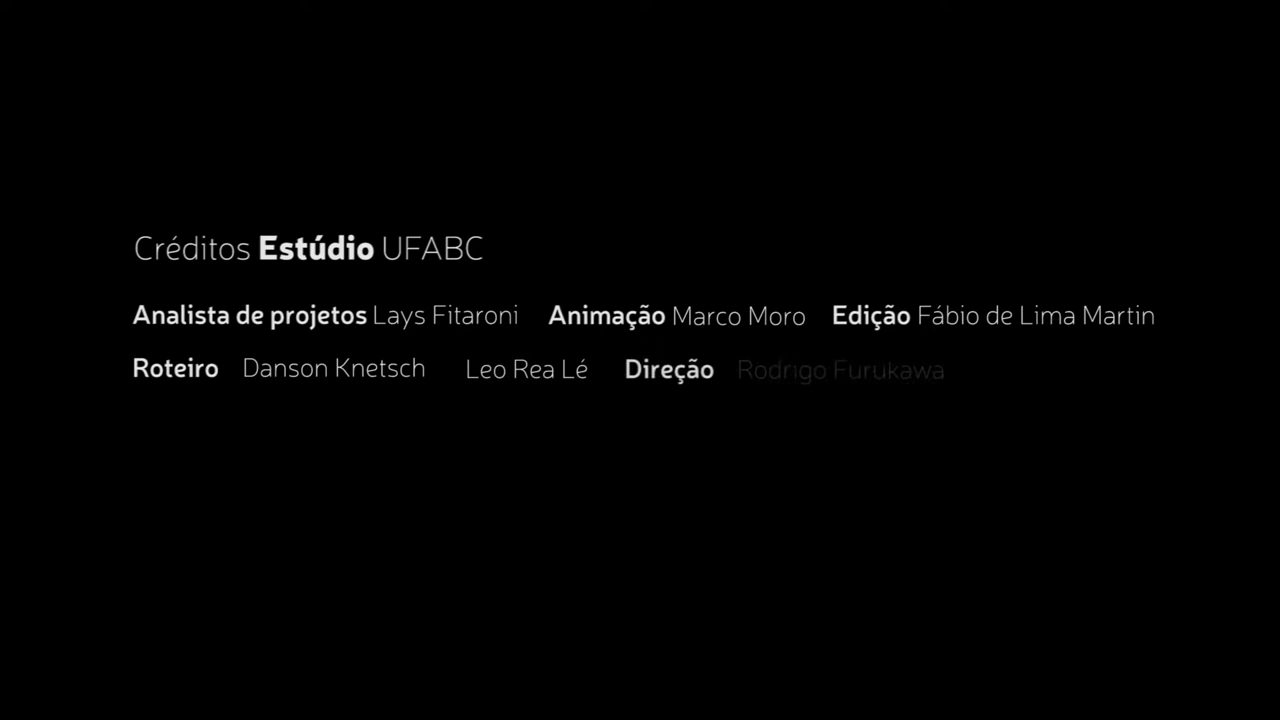 Créditos Estúdio UFABC
Analista de projetos Lays Fitaroni Animação Marco Moro Edição Fábio de Lima Martin
Roteiro Danson Knetsch Leo Rea Lé Direção Rodrigo Furukawa